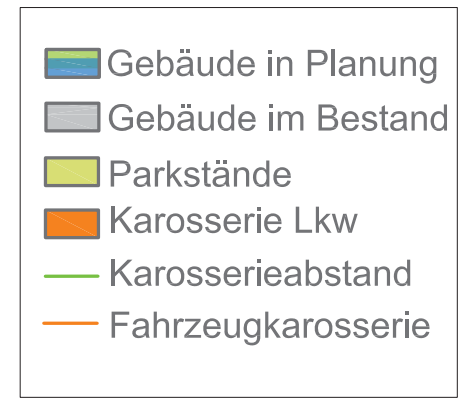 Gebäude in Planung
Gebäude im Bestand
Parkstände
Karosserie Lkw
Karosserieabstand
Fahrzeugkarosserie